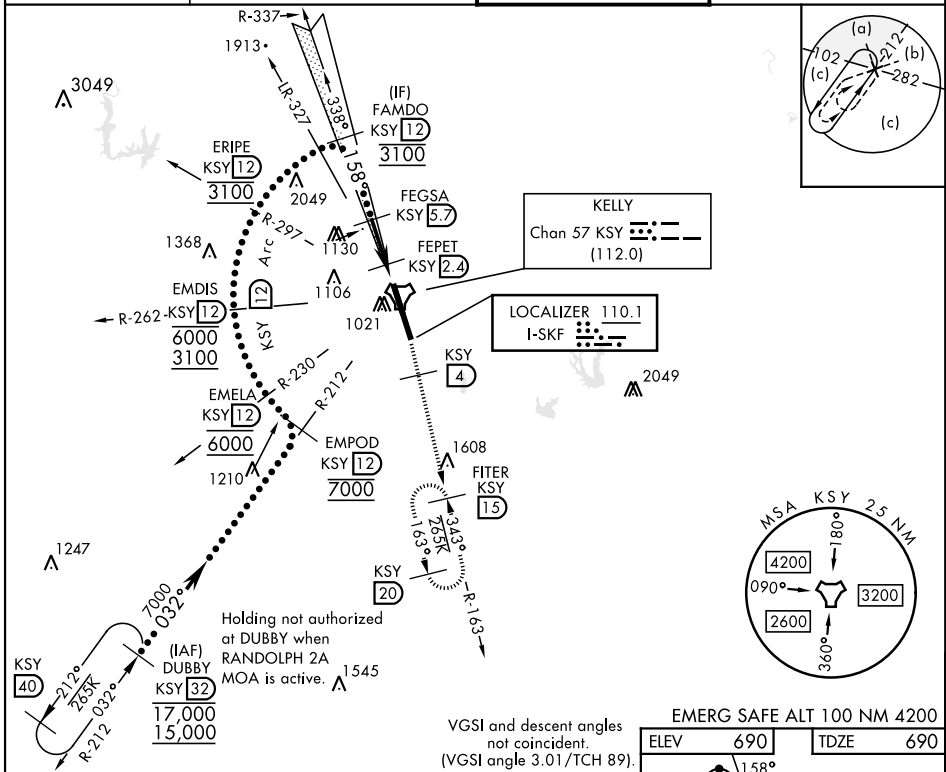 R-337
1913
3049
LR-327
338°
158°
(IF)
FAMDO
KSY 12
3100
ERIPE
KSY 12
3100
2049
R-297
1130
1368
FEGSA
KSY 5.7
FEPET
KSY 2.4
KELLY
Chan 57 KSY
(112.0)
1106
1021
KSY 12 Arc
LOCALIZER 110.1
I-SKF
EMDIS
R-262
KSY 12
6000
3100
KSY
4
2049
R-230
R-212
EMELA
KSY 12
6000
EMPOD
KSY 12
7000
1210
1608
FITER
KSY
15
265K
163°
343°
KSY
20
R-163
1247
7000
032°
Holding not authorized
at DUBBY when
RANDOLPH 2A
MOA is active.
1545
(IAF)
DUBBY
KSY 32
17,000
15,000
KSY
40
212°
265K
032°
R-212
(a)
212
102
(b)
(c)
282
(c)
MSA KSY 25 NM
180°
4200
090°
3200
2600
360°
VGSI and descent angles
not coincident.
(VGSI angle 3.01/TCH 89).
EMERG SAFE ALT 100 NM 4200
ELEV 690 TDZE 690
158°